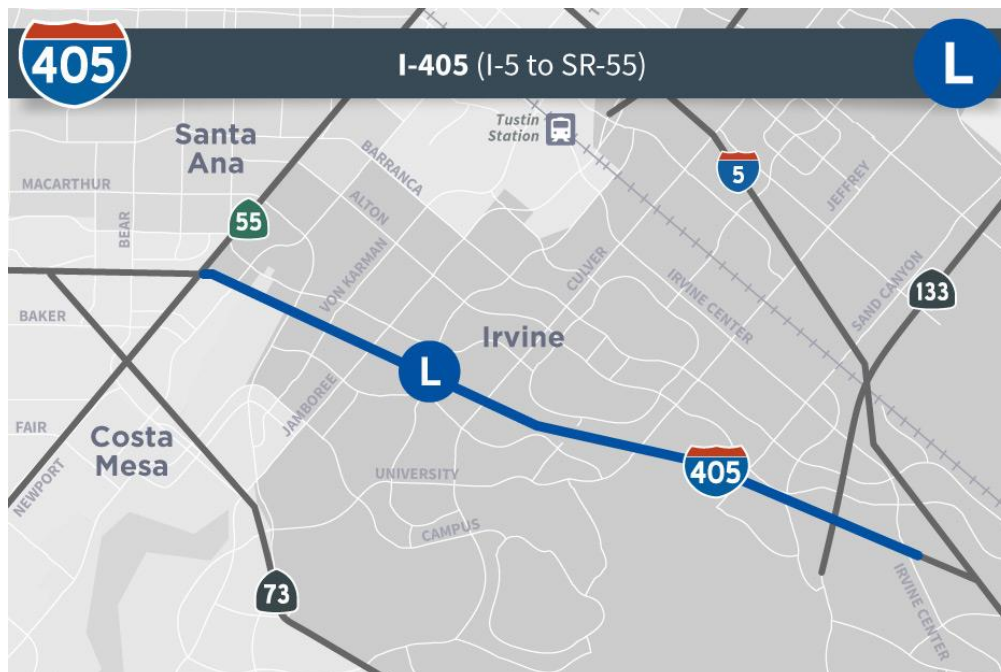 405
I-405 (I-5 to SR-55)
L
Tustin
Station
Santa
Ana
BARRANCA
MACARTHUR
5
JEFFREY
ALTON
BEAR
55
VON KARMAN
CULVER
IRVINE CENTER
SAND CANYON
133
BAKER
Irvine
L
JAMBOREE
FAIR
Costa
Mesa
UNIVERSITY
405
NEWPORT
CAMPUS
73
IRVINE CENTER